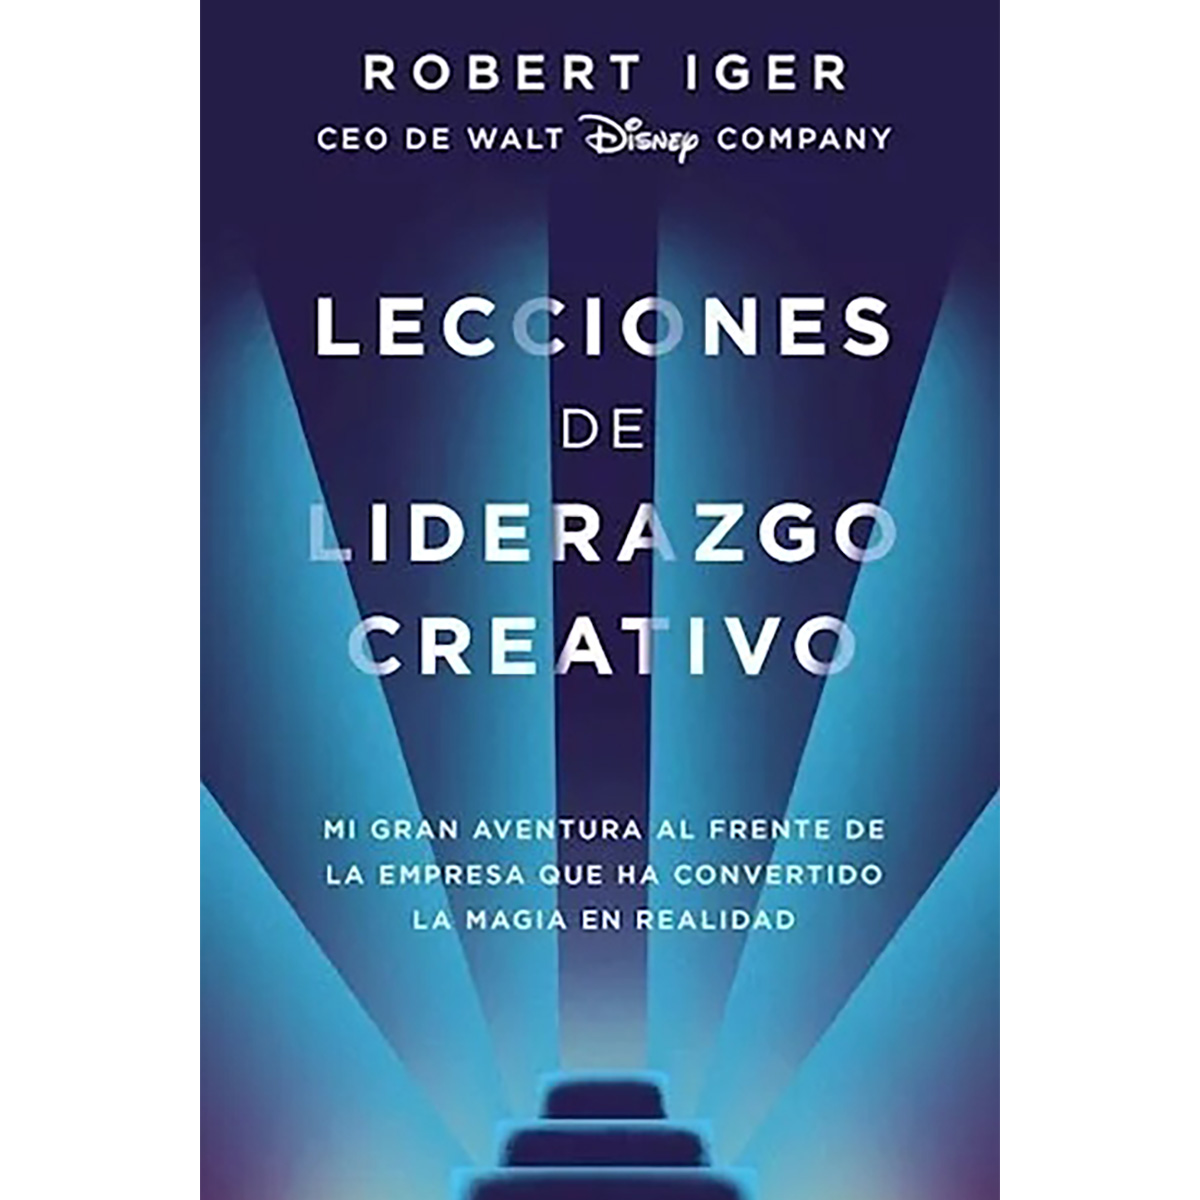 ROBERT IGER
CEO DE WALT Disney COMPANY
LECCIONES
DE
LIDERAZGO
CREATIVO
MI GRAN AVENTURA AL FRENTE DE
LA EMPRESA QUE HA CONVERTIDO
LA MAGIA EN REALIDAD